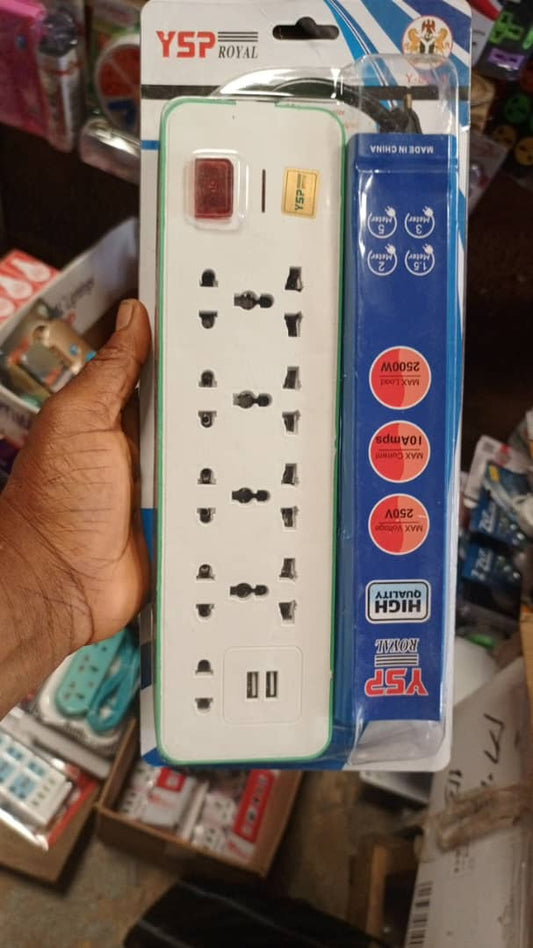 YSP ROYAL
YSP
MADE IN CHINA
3 Meter
5 Meter
1.5 Meter
2 Meter
MAX Load
2500W
MAX Current
10Amps
MAX Voltage
250V
HIGH
QUALITY
YSP
ROYAL